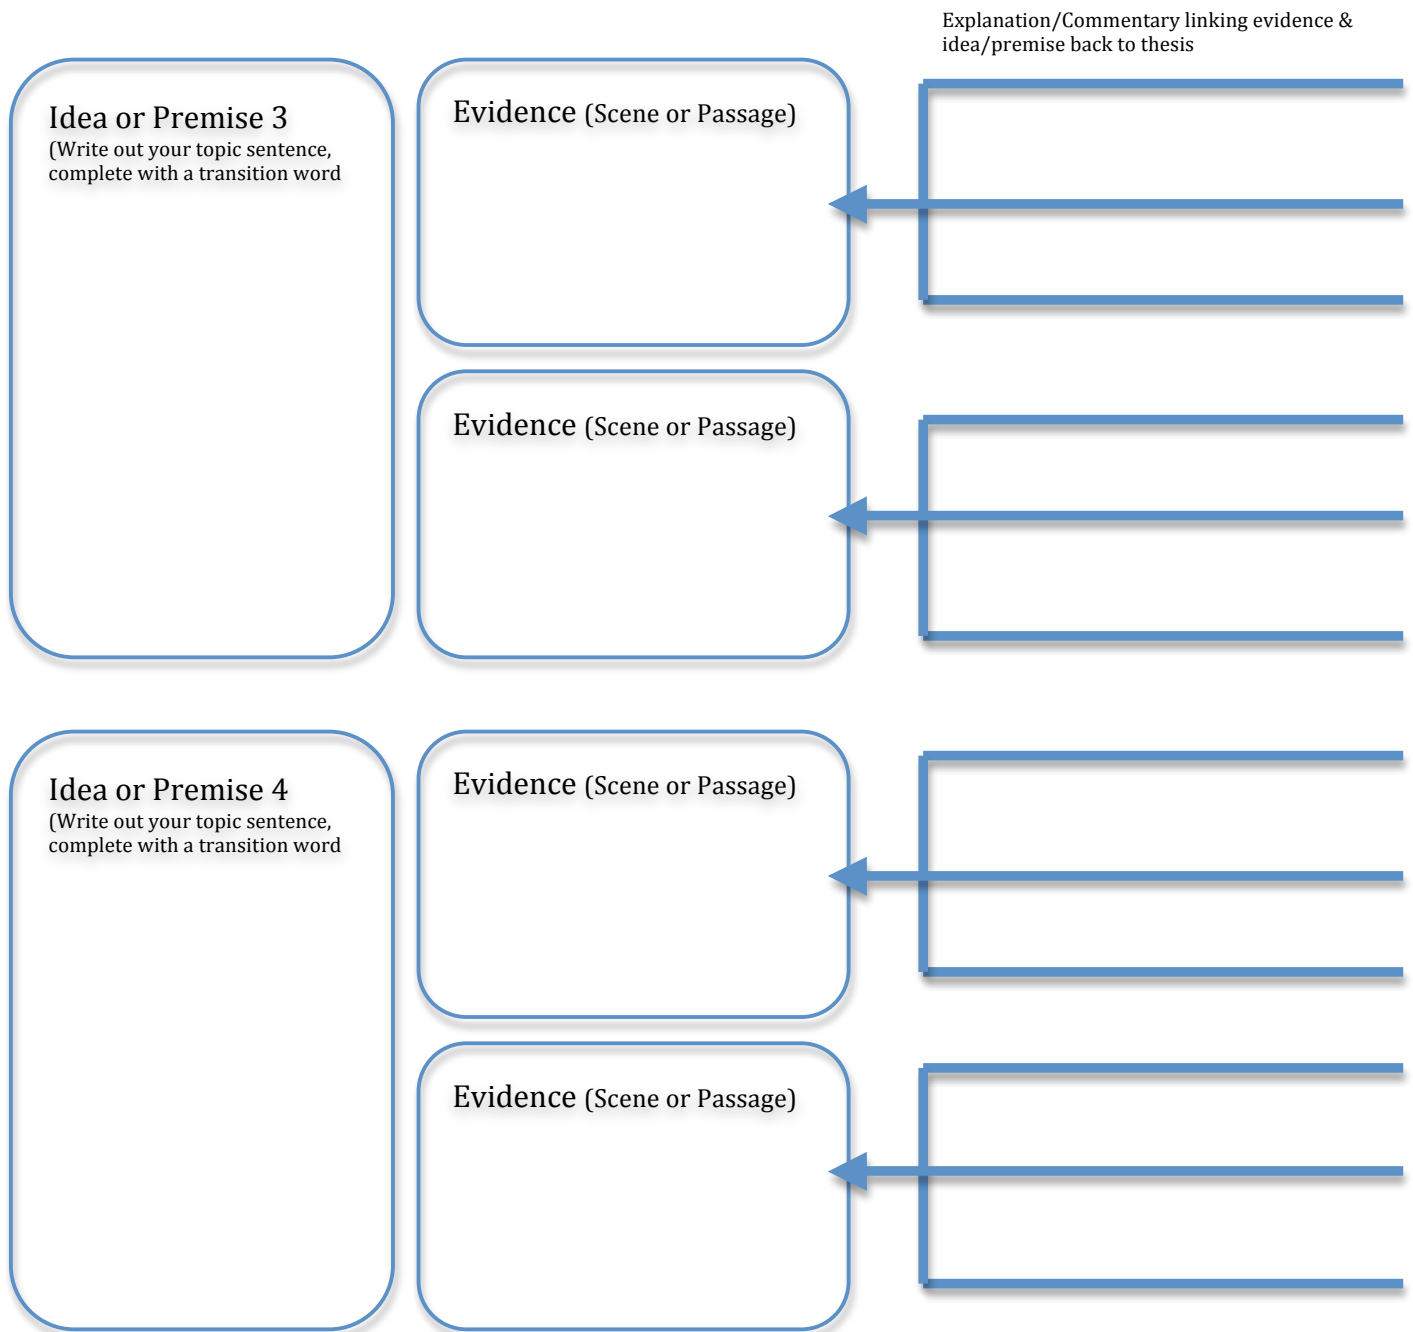 Explanation/Commentary linking evidence &
idea/premise back to thesis
Idea or Premise 3
(Write out your topic sentence,
complete with a transition word
Evidence (Scene or Passage)
Evidence (Scene or Passage)
Idea or Premise 4
(Write out your topic sentence,
complete with a transition word
Evidence (Scene or Passage)
Evidence (Scene or Passage)